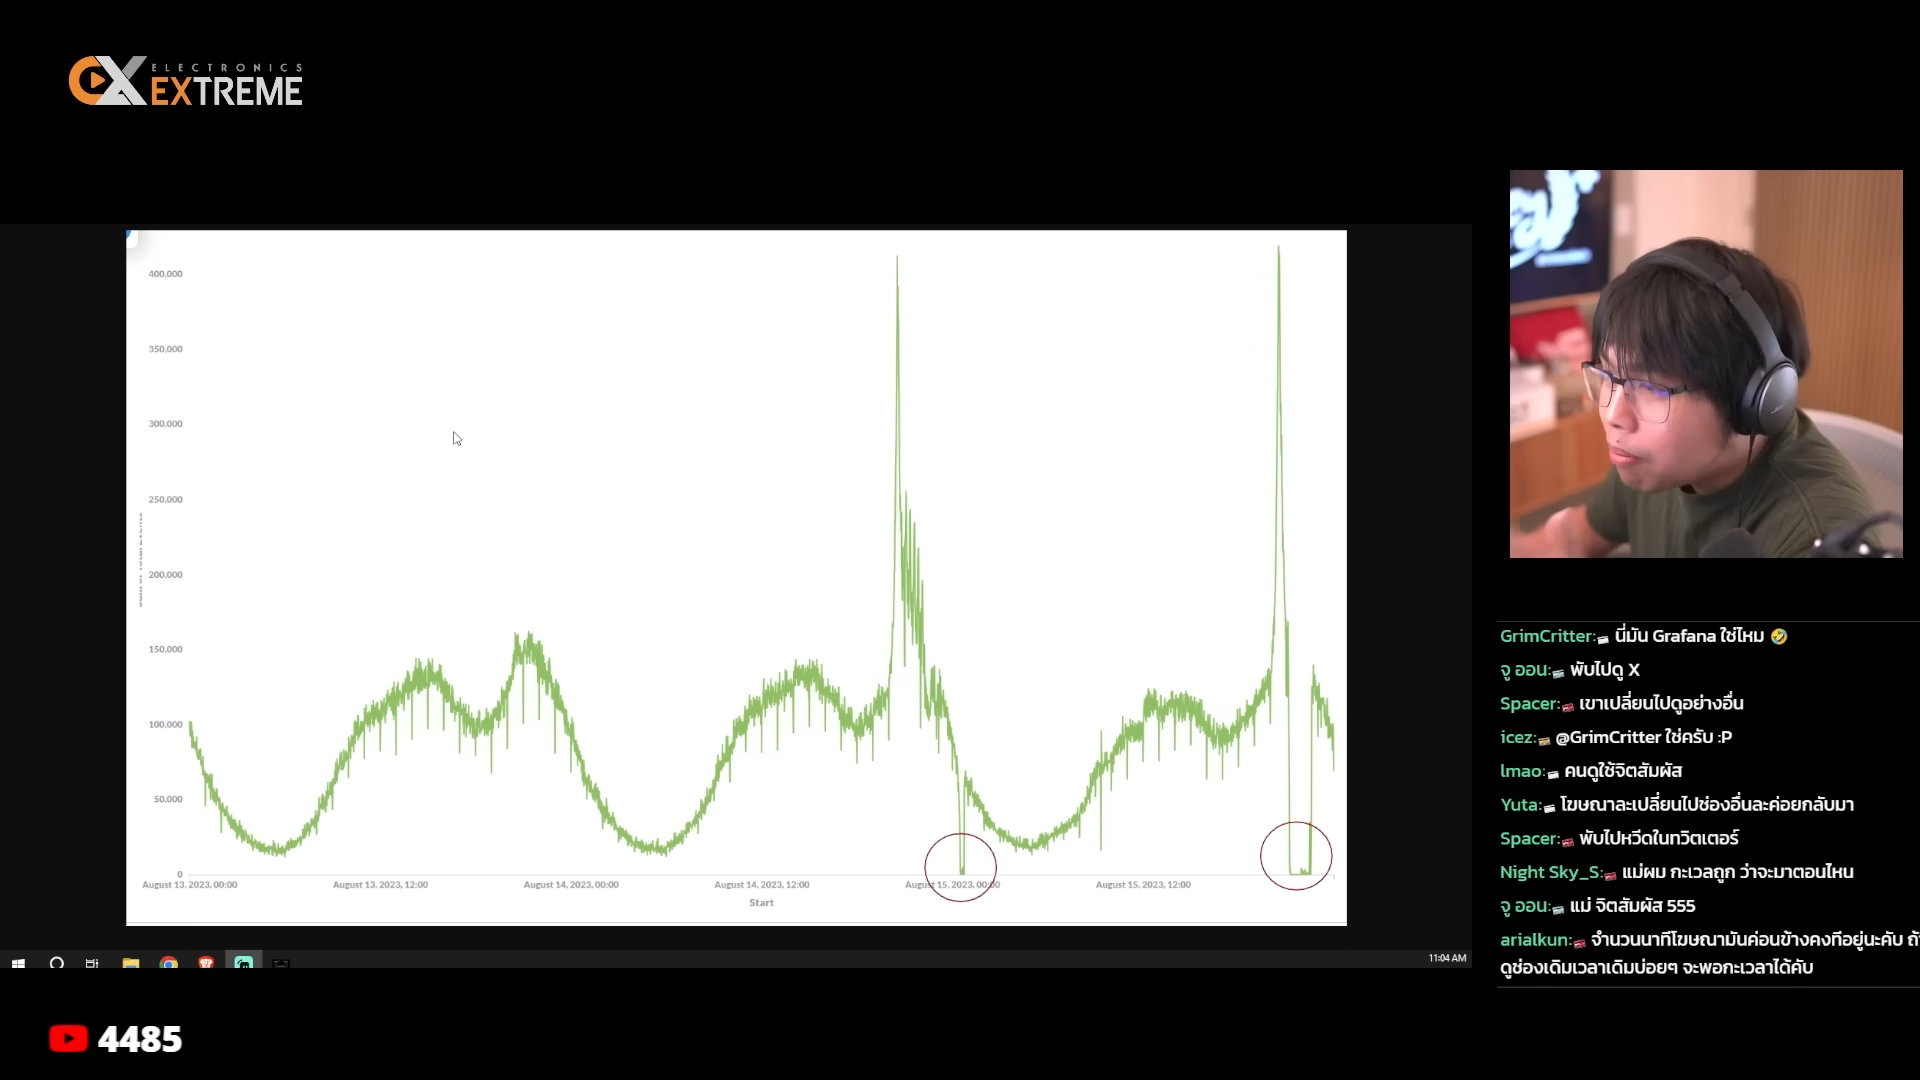 ELECTRONICS
EXTREME
400,000
350,000
300,000
250,000
200,000
150,000
100,000
50,000
0
August 13, 2023, 00:00
August 13, 2023, 12:00
August 14, 2023, 00:00
August 14, 2023, 12:00
August 15, 2023, 00:00
August 15, 2023, 12:00
Start
11:04 AM
GrimCritter: นี่มัน Grafana ใช่ไหม 🤣
จู ออน: พับไปดู X
Spacer: เขาเปลี่ยนไปดูอย่างอื่น
icez: @GrimCritter ใช่ครับ :P
lmao: คนดูใช้จิตสัมผัส
Yuta: โฆษณาละเปลี่ยนไปช่องอื่นละค่อยกลับมา
Spacer: พับไปหวีดในทวิตเตอร์
Night Sky_S: แม่ผม กะเวลถูก ว่าจะมาตอนไหน
จู ออน: แม่ จิตสัมผัส 555
arialkun: จำนวนนาทีโฆษณามันค่อนข้างคงที่อยู่นะคับ ถ้า
ดูช่องเดิมเวลาเดิมบ่อยๆ จะพอกะเวลาได้คับ
4485